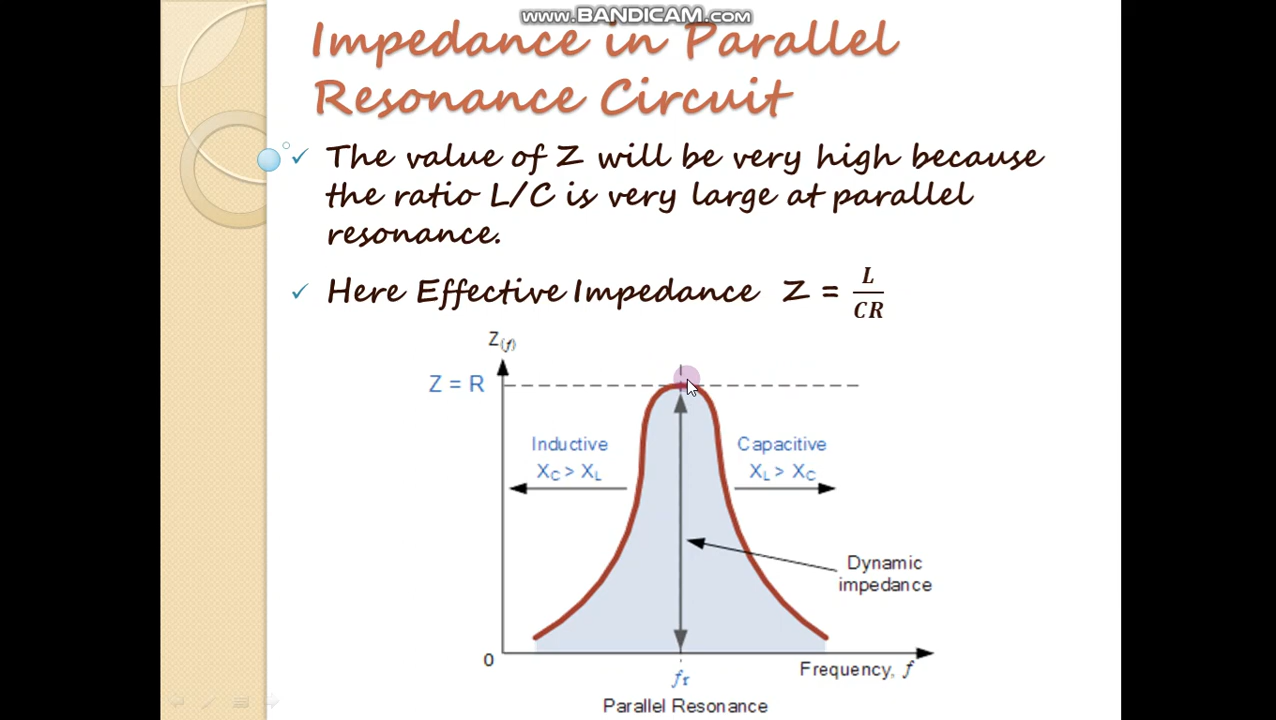 www.BANDICAM.com
Impedance in Parallel
Resonance Circuit
✓ The value of Z will be very high because
the ratio L/C is very large at parallel
resonance.
✓ Here Effective Impedance Z = L/CR
Z(f)
Z = R
Inductive
XC > XL
Capacitive
XL > XC
Dynamic
impedance
0
fr
Frequency, f
Parallel Resonance